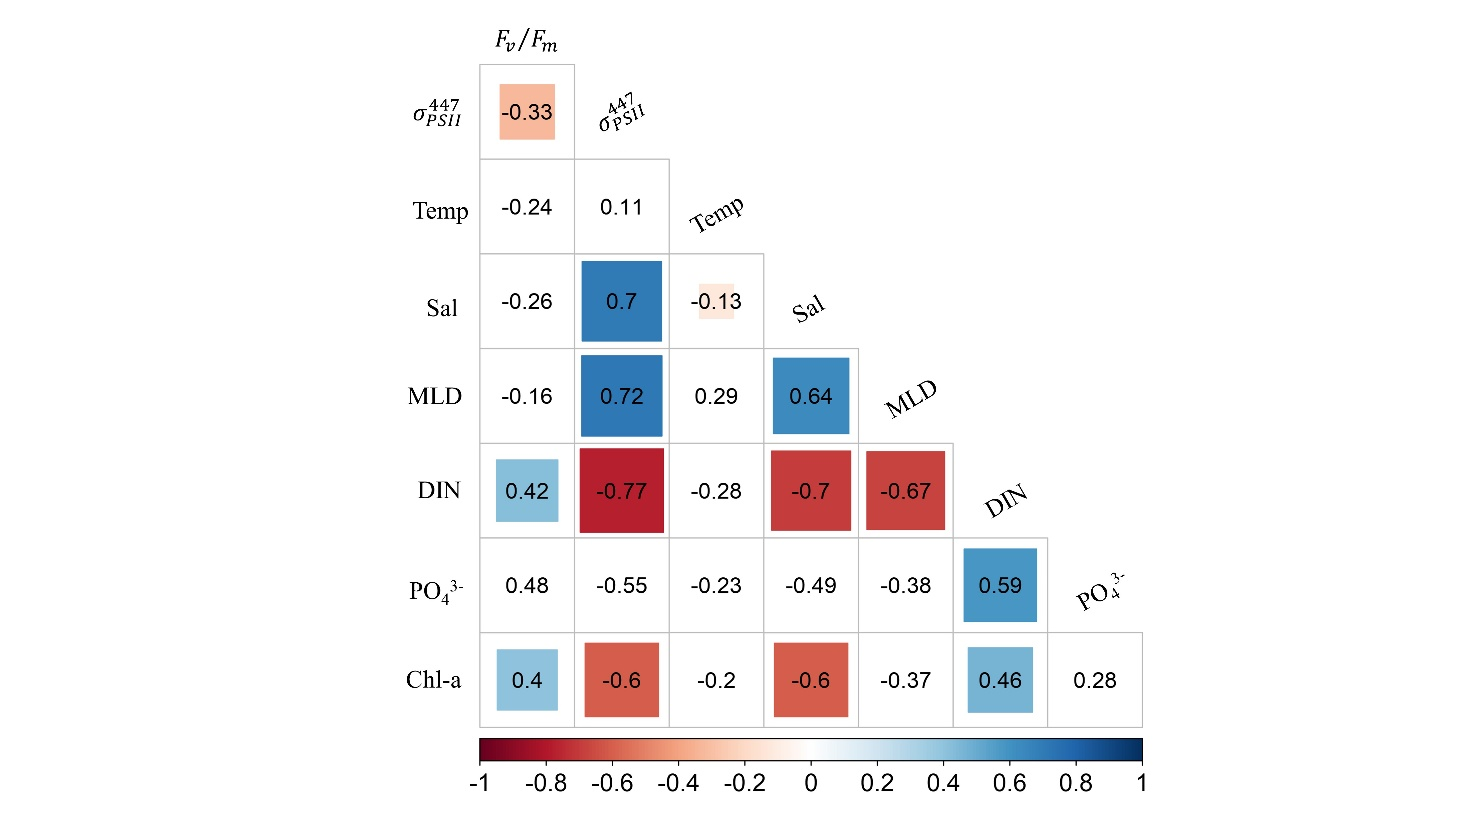 Fv/Fm
σPSII447 -0.33 σPSII447
Temp -0.24 0.11 Temp
Sal -0.26 0.7 -0.13 Sal
MLD -0.16 0.72 0.29 0.64 MLD
DIN 0.42 -0.77 -0.28 -0.7 -0.67 DIN
PO₄³⁻ 0.48 -0.55 -0.23 -0.49 -0.38 0.59 PO₄³⁻
Chl-a 0.4 -0.6 -0.2 -0.6 -0.37 0.46 0.28
-1 -0.8 -0.6 -0.4 -0.2 0 0.2 0.4 0.6 0.8 1